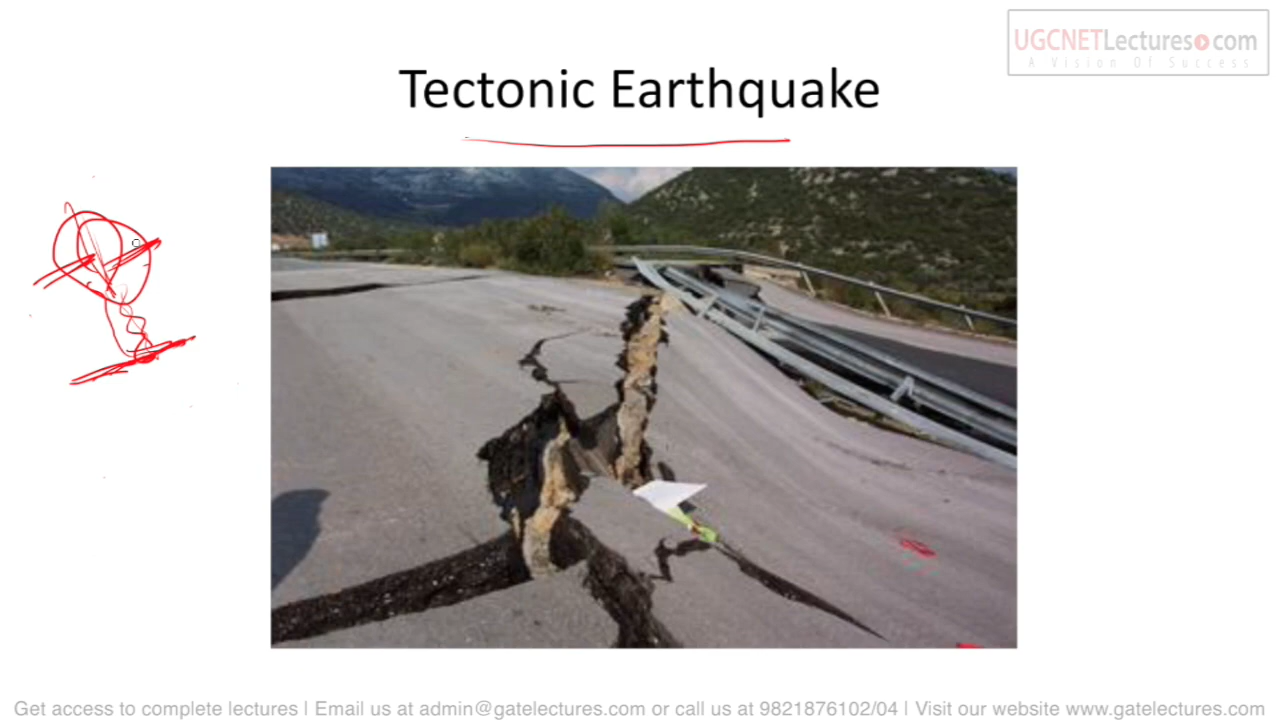 UGCNETLectures.com
A Vision Of Success
Tectonic Earthquake
Get access to complete lectures | Email us at admin@gatelectures.com or call us at 9821876102/04 | Visit our website www.gatelectures.com